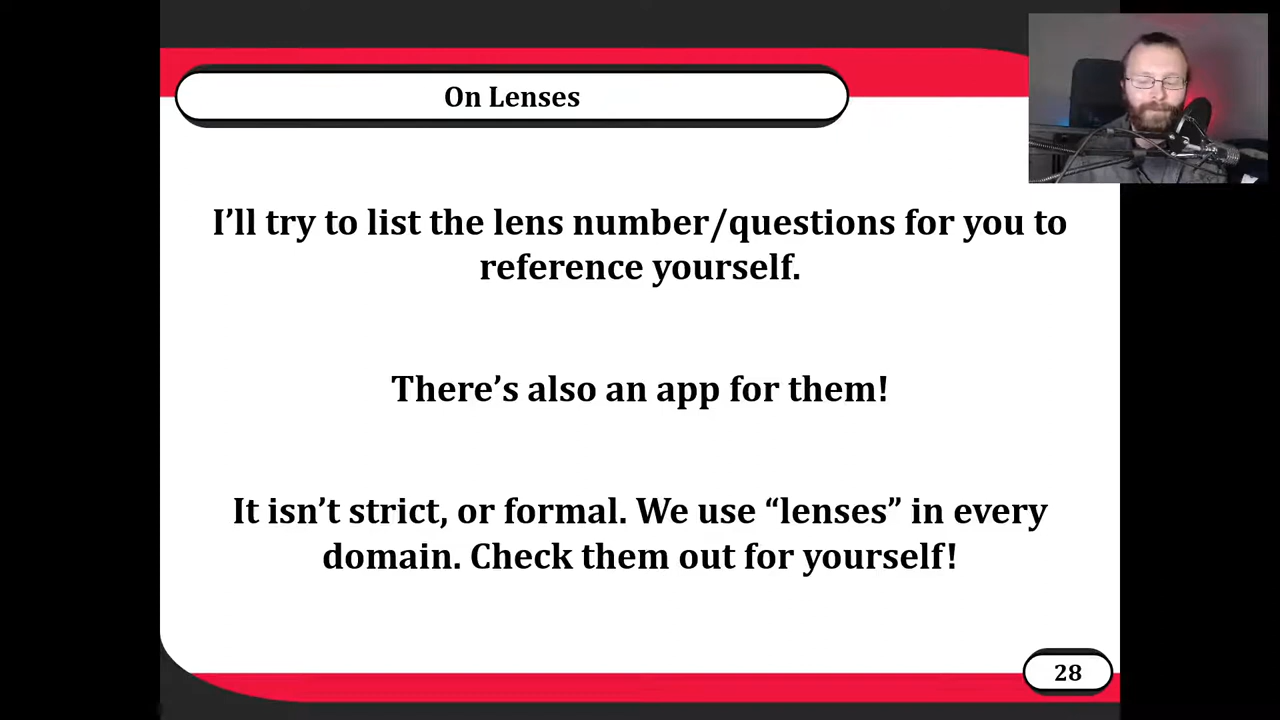 On Lenses
I’ll try to list the lens number/questions for you to
reference yourself.
There’s also an app for them!
It isn’t strict, or formal. We use “lenses” in every
domain. Check them out for yourself!
28